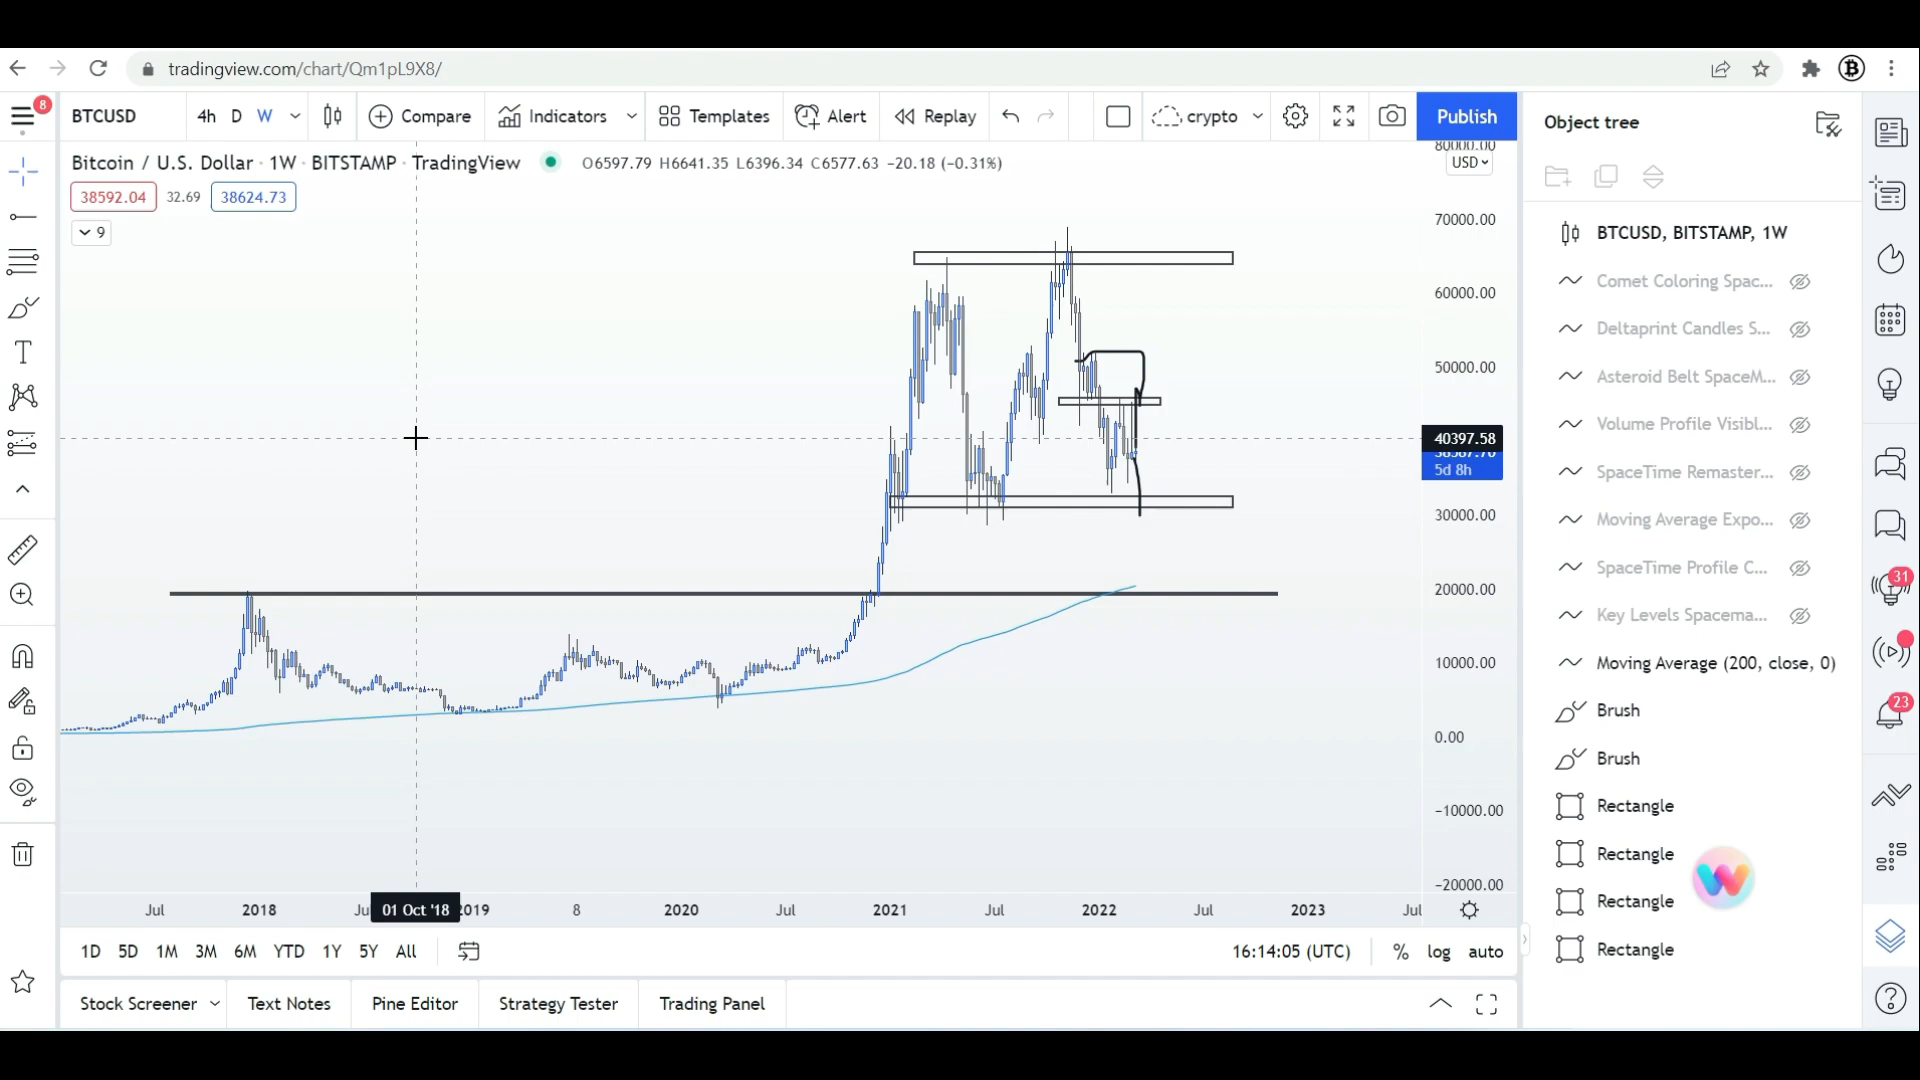 tradingview.com/chart/Qm1pL9X8/
8
BTCUSD 4h D W Compare Indicators Templates Alert Replay crypto Publish
Bitcoin / U.S. Dollar · 1W · BITSTAMP · TradingView O6597.79 H6641.35 L6396.34 C6577.63 −20.18 (−0.31%)
38592.04 32.69 38624.73
9
80000.00
USD
70000.00
60000.00
50000.00
40397.58
5d 8h
30000.00
20000.00
10000.00
0.00
−10000.00
−20000.00
Jul 2018 01 Oct '18 2019 8 2020 Jul 2021 Jul 2022 Jul 2023 Jul
1D 5D 1M 3M 6M YTD 1Y 5Y All 16:14:05 (UTC) % log auto
Stock Screener Text Notes Pine Editor Strategy Tester Trading Panel
Object tree
BTCUSD, BITSTAMP, 1W
Comet Coloring Spac...
Deltaprint Candles S...
Asteroid Belt SpaceM...
Volume Profile Visibl...
SpaceTime Remaster...
Moving Average Expo...
SpaceTime Profile C...
Key Levels Spacema...
Moving Average (200, close, 0)
Brush
Brush
Rectangle
Rectangle
Rectangle
Rectangle
31
23